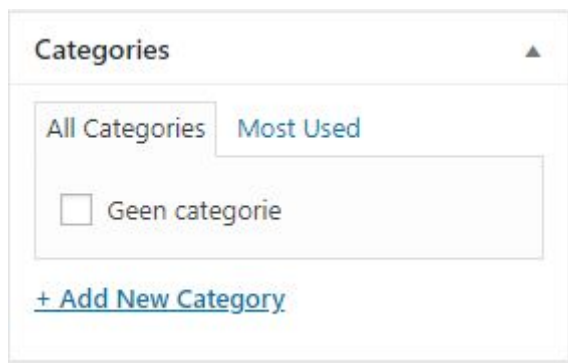 Categories
All Categories Most Used
Geen categorie
+ Add New Category